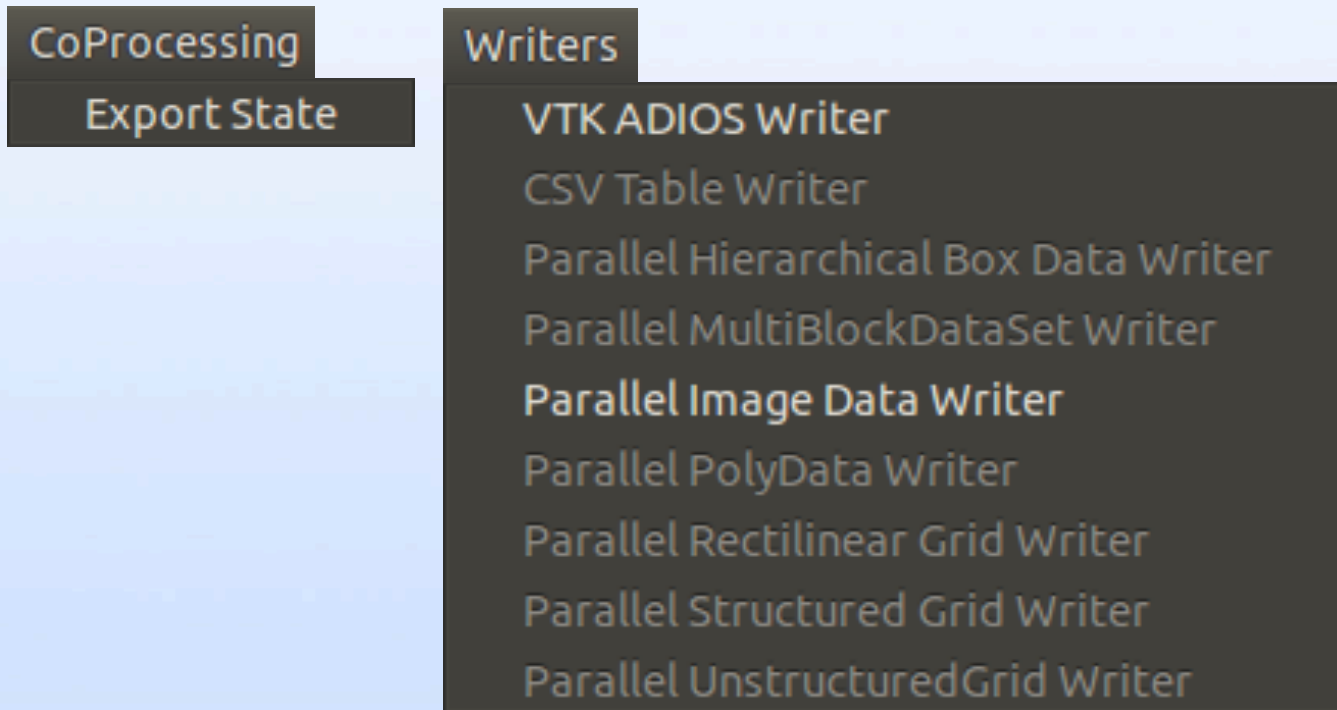 CoProcessing
Export State
Writers
VTK ADIOS Writer
CSV Table Writer
Parallel Hierarchical Box Data Writer
Parallel MultiBlockDataSet Writer
Parallel Image Data Writer
Parallel PolyData Writer
Parallel Rectilinear Grid Writer
Parallel Structured Grid Writer
Parallel UnstructuredGrid Writer